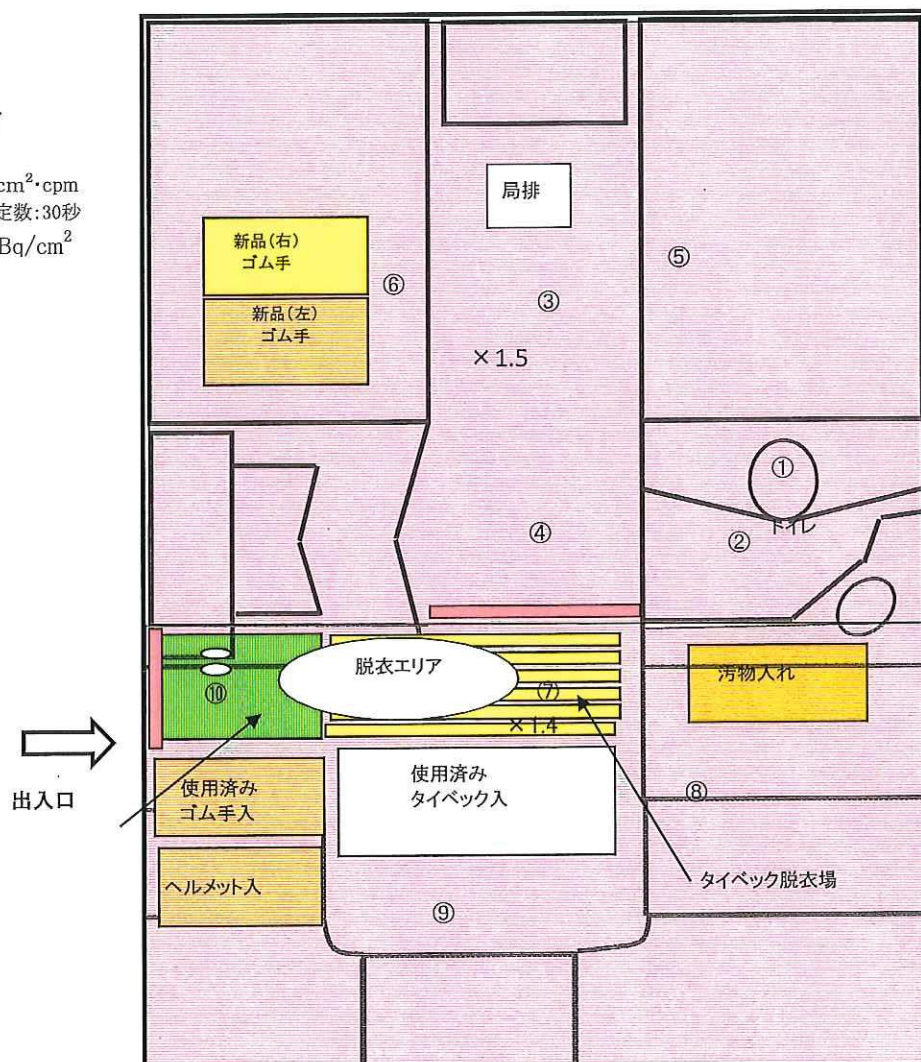 cm²・cpm
定数:30秒
Bq/cm²
局排
新品(右)
ゴム手
⑥
新品(左)
ゴム手
③
⑤
×1.5
①
トイレ
②
④
脱衣エリア
⑦
×1.4
⑩
汚物入れ
出入口
使用済み
ゴム手入
使用済み
タイベック入
⑧
ヘルメット入
タイベック脱衣場
⑨